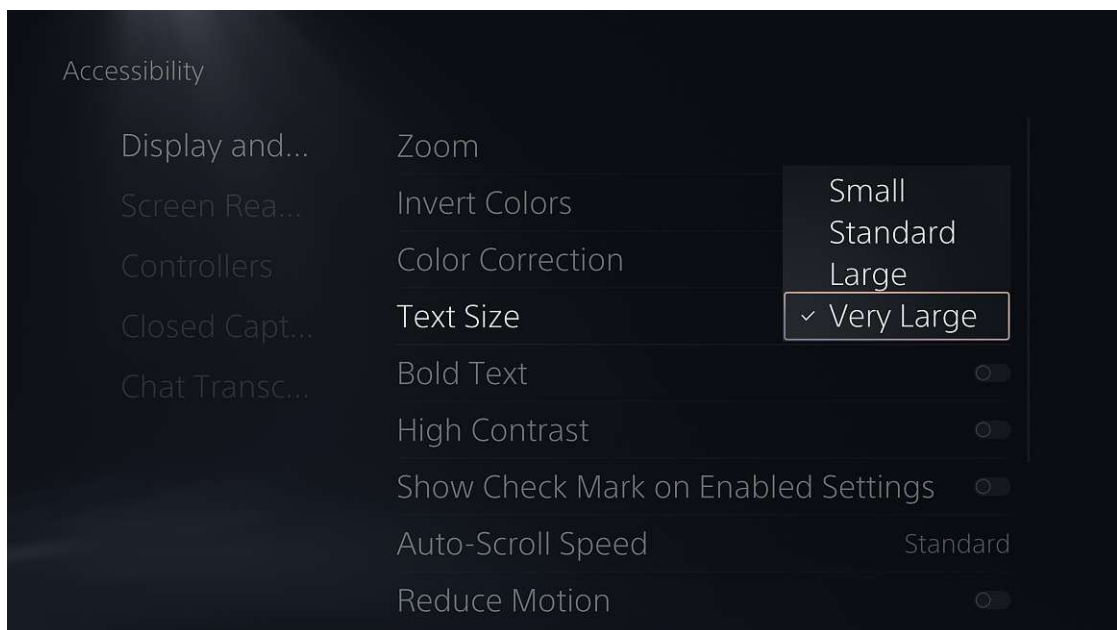 Accessibility
Display and...
Screen Rea...
Controllers
Closed Capt...
Chat Transc...
Zoom
Invert Colors
Color Correction
Text Size
Small
Standard
Large
Very Large
Bold Text
High Contrast
Show Check Mark on Enabled Settings
Auto-Scroll Speed Standard
Reduce Motion